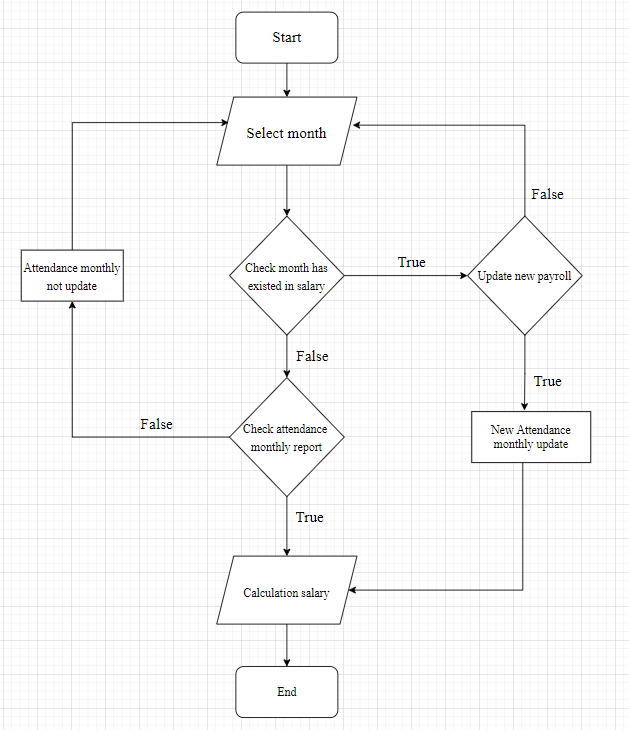 Start
Select month
False
Attendance monthly
not update
Check month has
existed in salary
True
Update new payroll
False
True
False
Check attendance
monthly report
New Attendance
monthly update
True
Calculation salary
End